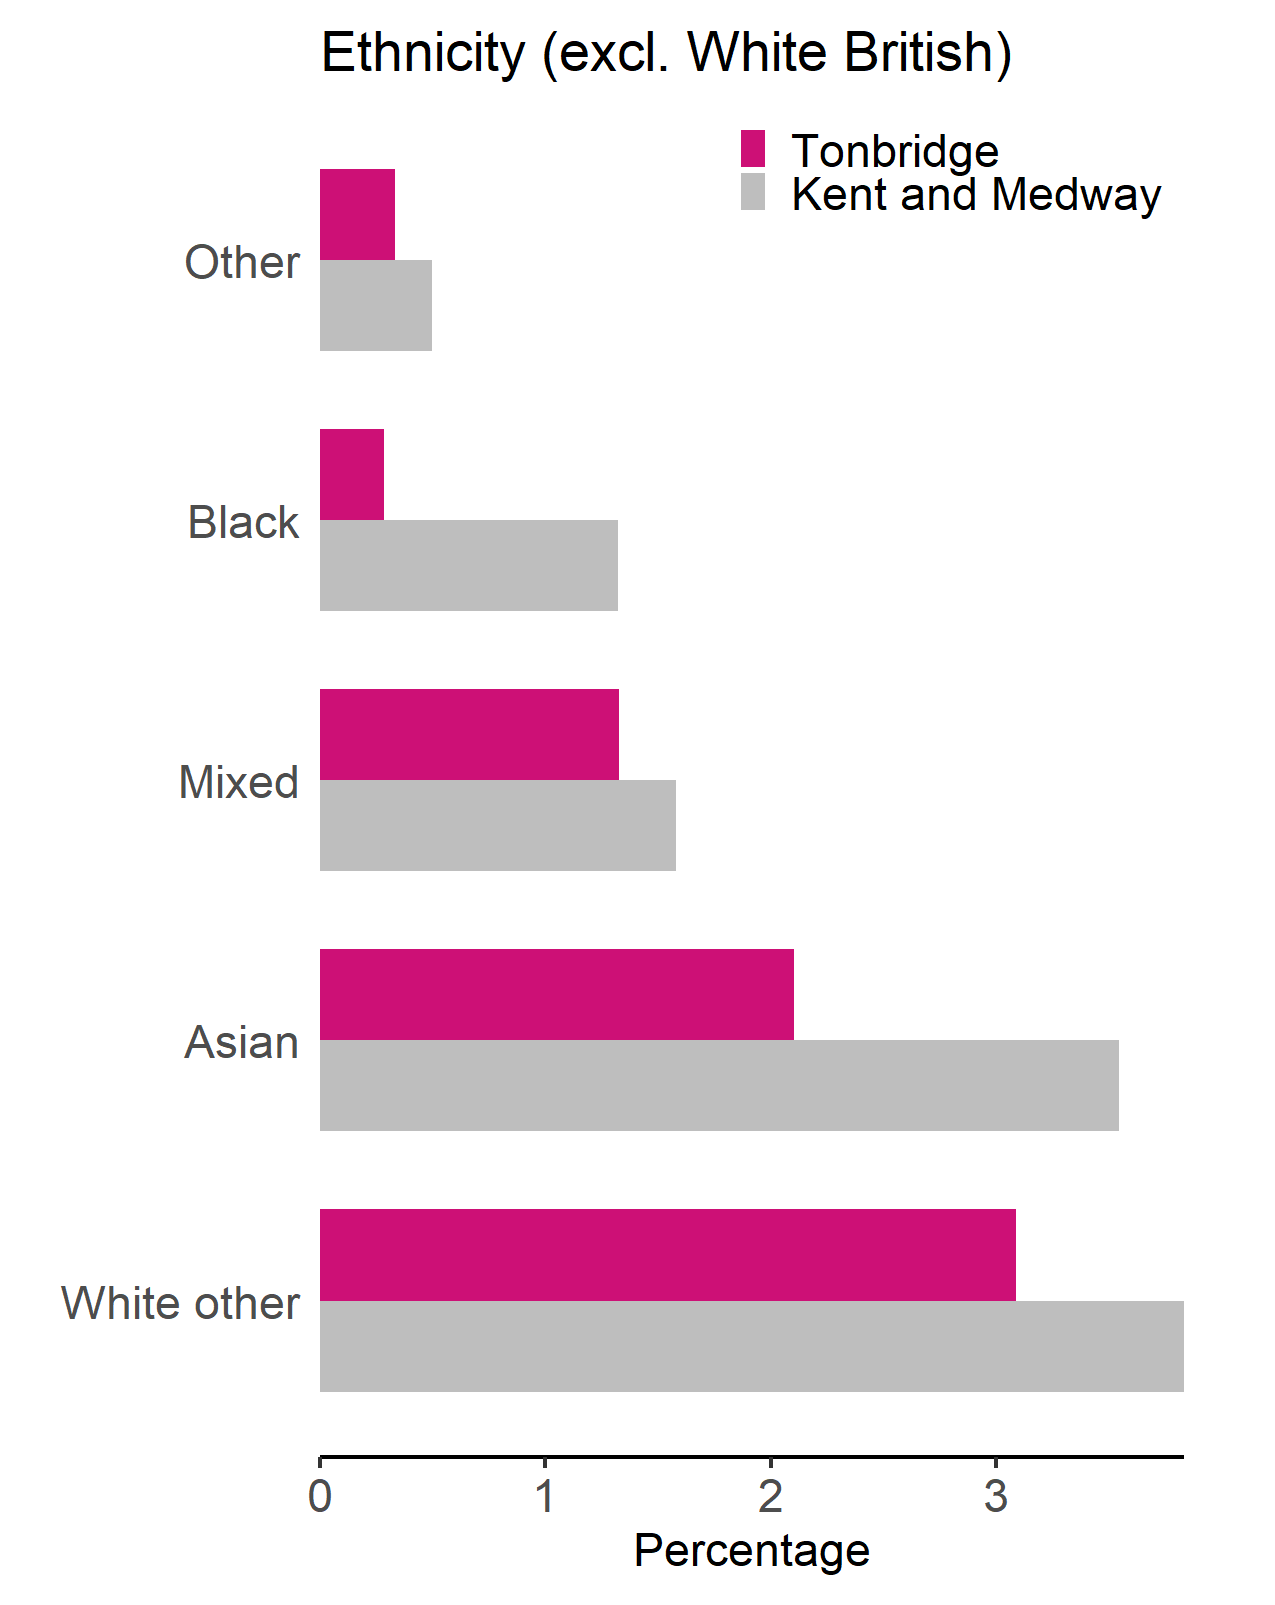 Ethnicity (excl. White British)
Tonbridge
Kent and Medway
Other
Black
Mixed
Asian
White other
0 1 2 3
Percentage